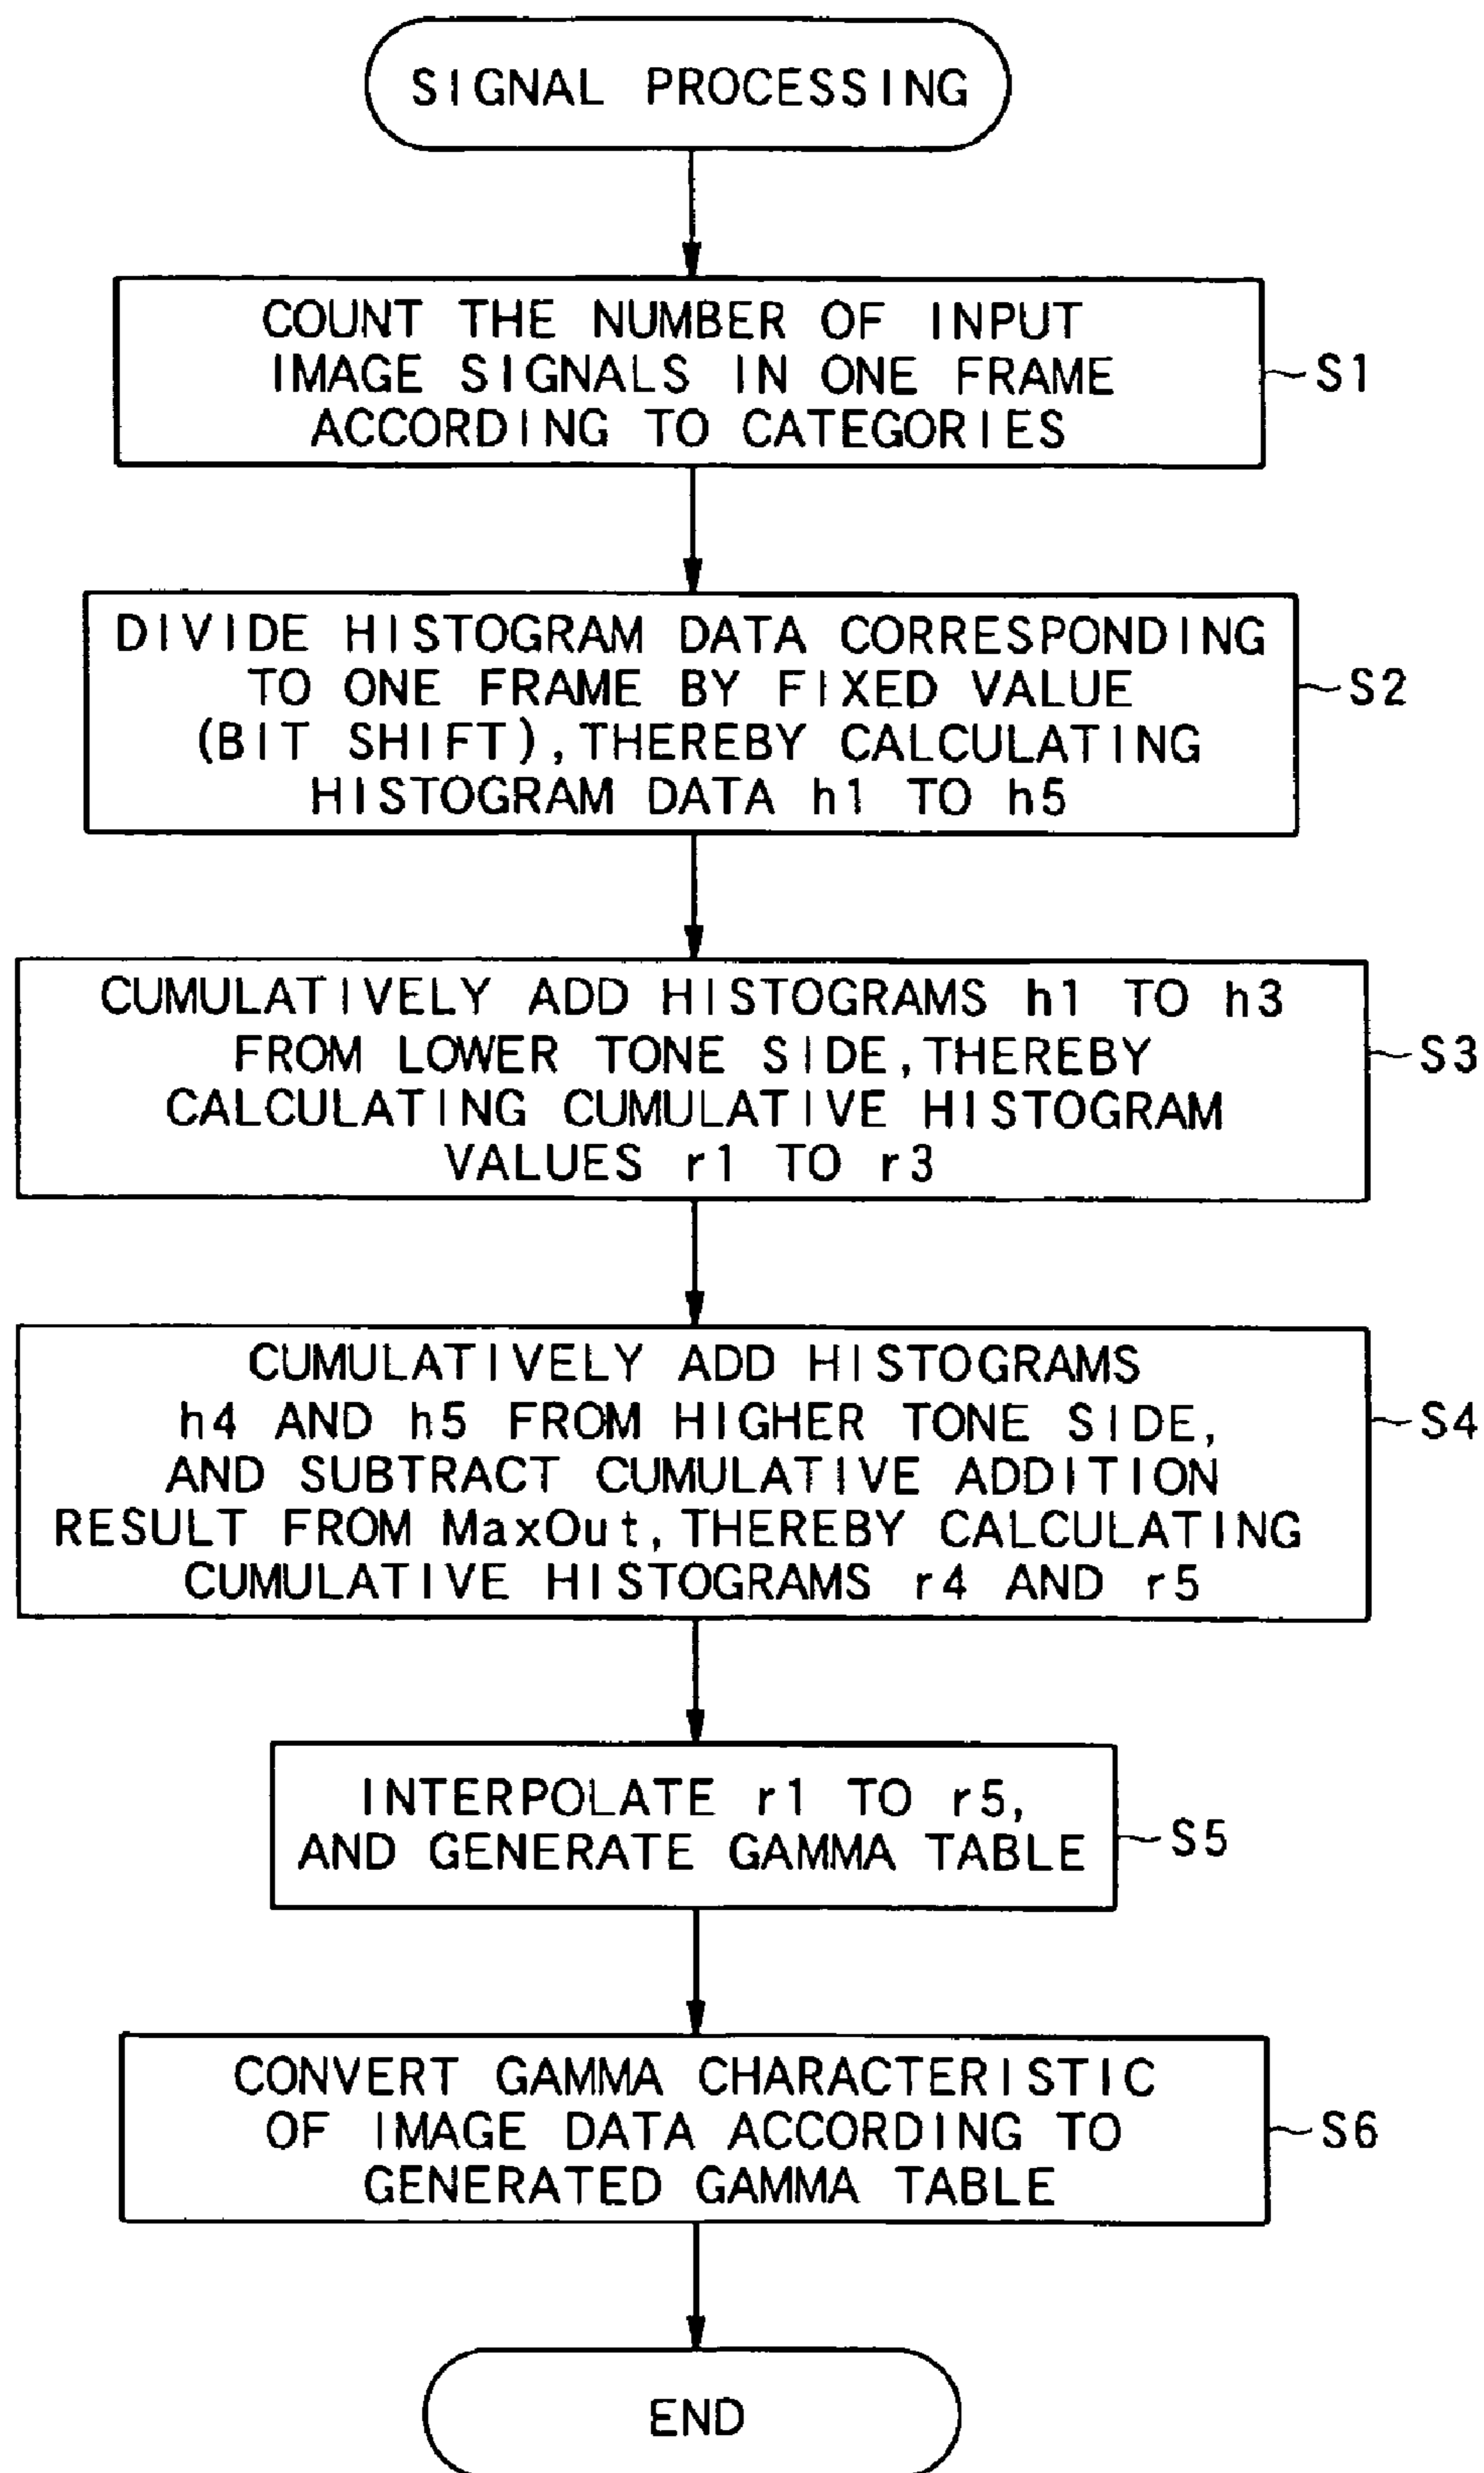 SIGNAL PROCESSING
COUNT THE NUMBER OF INPUT
IMAGE SIGNALS IN ONE FRAME
ACCORDING TO CATEGORIES
S1
DIVIDE HISTOGRAM DATA CORRESPONDING
TO ONE FRAME BY FIXED VALUE
(BIT SHIFT), THEREBY CALCULATING
HISTOGRAM DATA h1 TO h5
S2
CUMULATIVELY ADD HISTOGRAMS h1 TO h3
FROM LOWER TONE SIDE, THEREBY
CALCULATING CUMULATIVE HISTOGRAM
VALUES r1 TO r3
S3
CUMULATIVELY ADD HISTOGRAMS
h4 AND h5 FROM HIGHER TONE SIDE,
AND SUBTRACT CUMULATIVE ADDITION
RESULT FROM MaxOut, THEREBY CALCULATING
CUMULATIVE HISTOGRAMS r4 AND r5
S4
INTERPOLATE r1 TO r5,
AND GENERATE GAMMA TABLE
S5
CONVERT GAMMA CHARACTERISTIC
OF IMAGE DATA ACCORDING TO
GENERATED GAMMA TABLE
S6
END